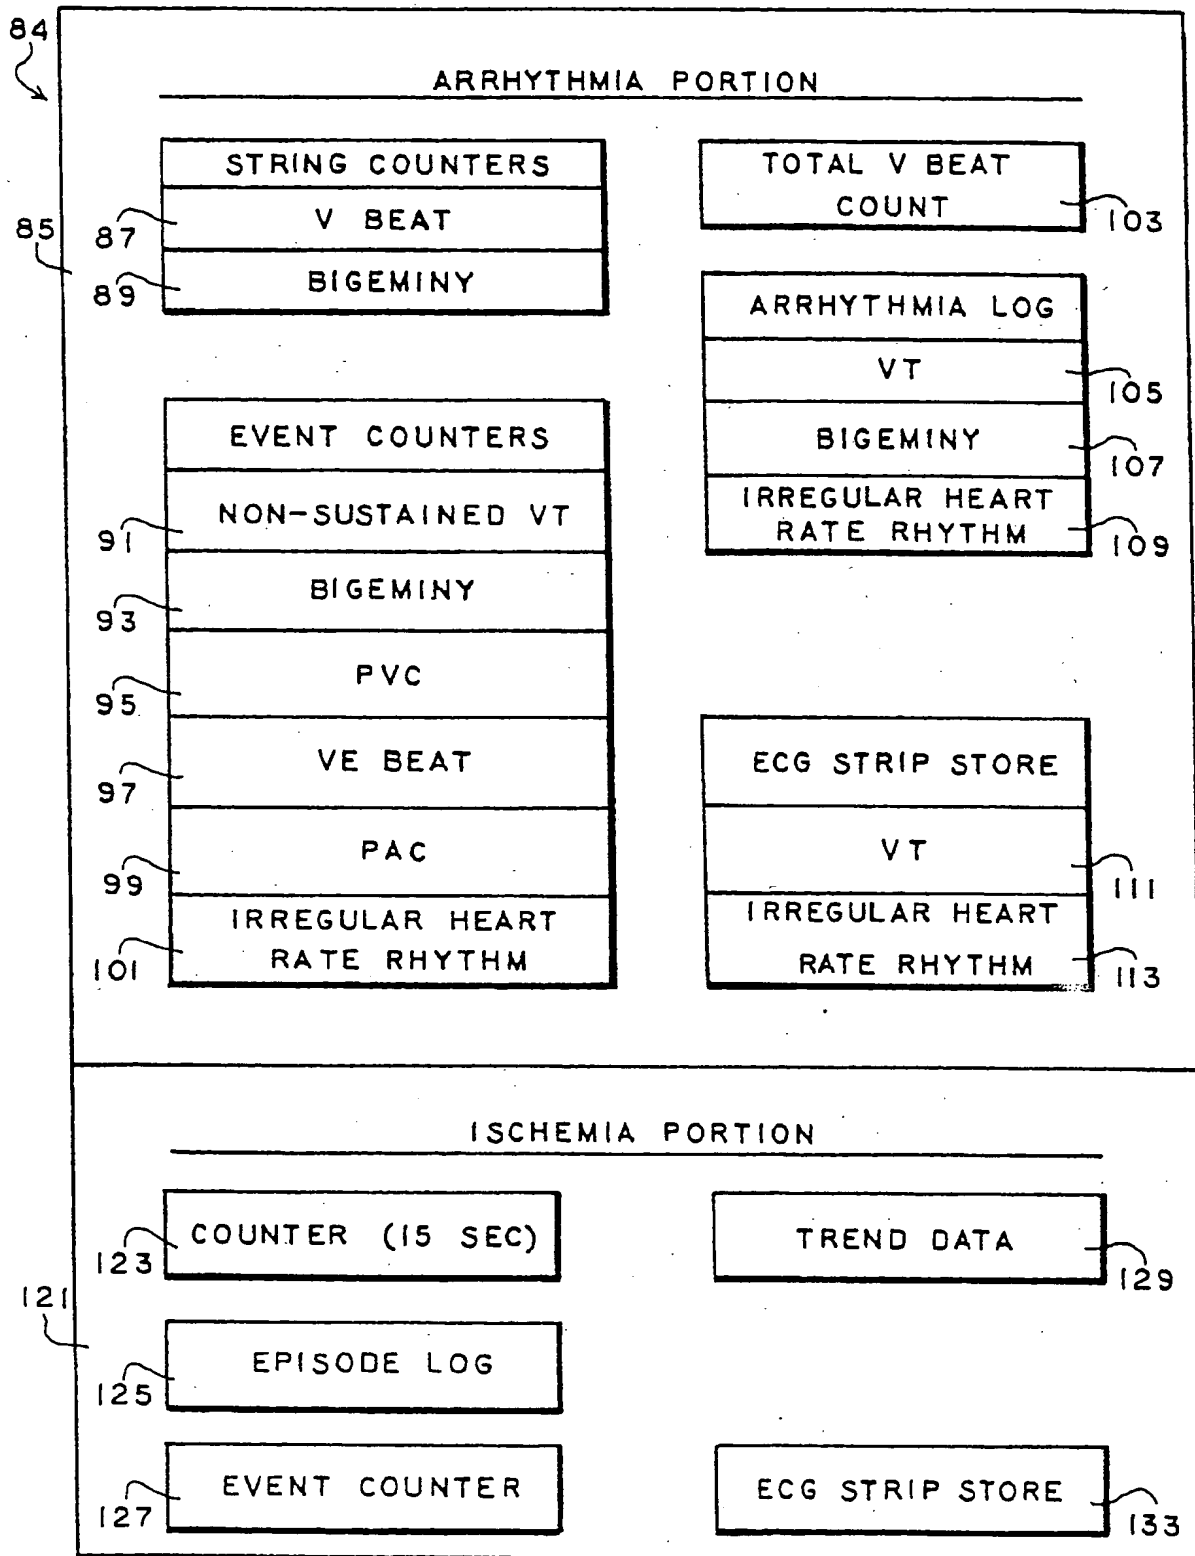 84
ARRHYTHMIA PORTION
STRING COUNTERS
V BEAT
87
BIGEMINY
89
85
TOTAL V BEAT
COUNT
103
ARRHYTHMIA LOG
VT
105
BIGEMINY
107
IRREGULAR HEART
RATE RHYTHM
109
EVENT COUNTERS
NON-SUSTAINED VT
91
BIGEMINY
93
PVC
95
VE BEAT
97
PAC
99
IRREGULAR HEART
RATE RHYTHM
101
ECG STRIP STORE
VT
111
IRREGULAR HEART
RATE RHYTHM
113
ISCHEMIA PORTION
COUNTER (15 SEC)
123
TREND DATA
129
121
EPISODE LOG
125
EVENT COUNTER
127
ECG STRIP STORE
133